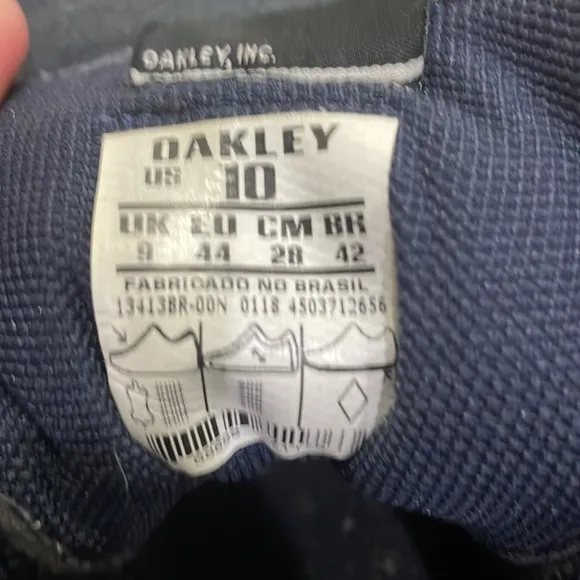 OAKLEY, INC.
OAKLEY
US 10
UK EU CM BR
9 44 28 42
FABRICADO NO BRASIL
13413BR-00N 0118 4503712656